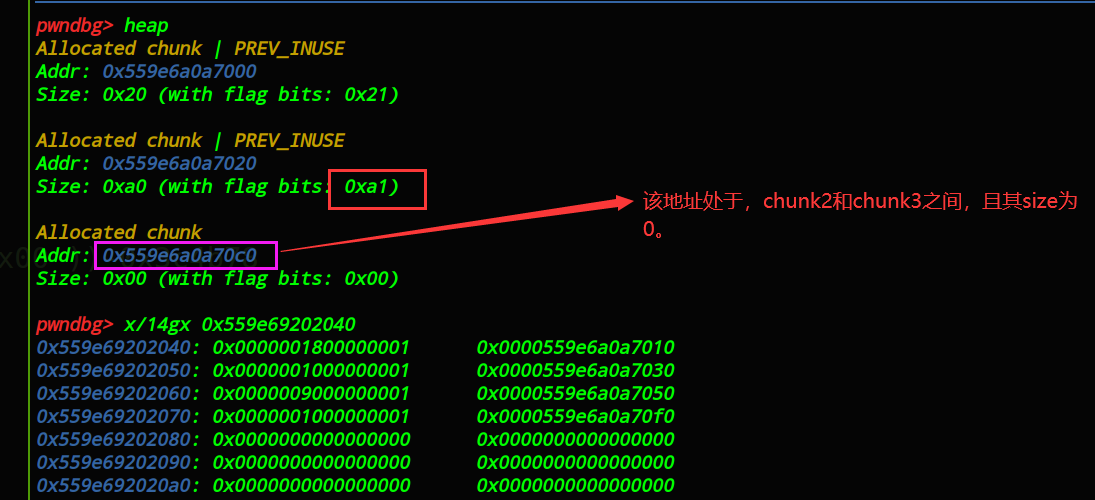 pwndbg> heap
Allocated chunk | PREV_INUSE
Addr: 0x559e6a0a7000
Size: 0x20 (with flag bits: 0x21)
Allocated chunk | PREV_INUSE
Addr: 0x559e6a0a7020
Size: 0xa0 (with flag bits: 0xa1)
该地址处于，chunk2和chunk3之间，且其size为
0。
Allocated chunk
Addr: 0x559e6a0a70c0
Size: 0x00 (with flag bits: 0x00)
pwndbg> x/14gx 0x559e69202040
0x559e69202040: 0x0000001800000001 0x0000559e6a0a7010
0x559e69202050: 0x0000001000000001 0x0000559e6a0a7030
0x559e69202060: 0x0000009000000001 0x0000559e6a0a7050
0x559e69202070: 0x0000001000000001 0x0000559e6a0a70f0
0x559e69202080: 0x0000000000000000 0x0000000000000000
0x559e69202090: 0x0000000000000000 0x0000000000000000
0x559e692020a0: 0x0000000000000000 0x0000000000000000